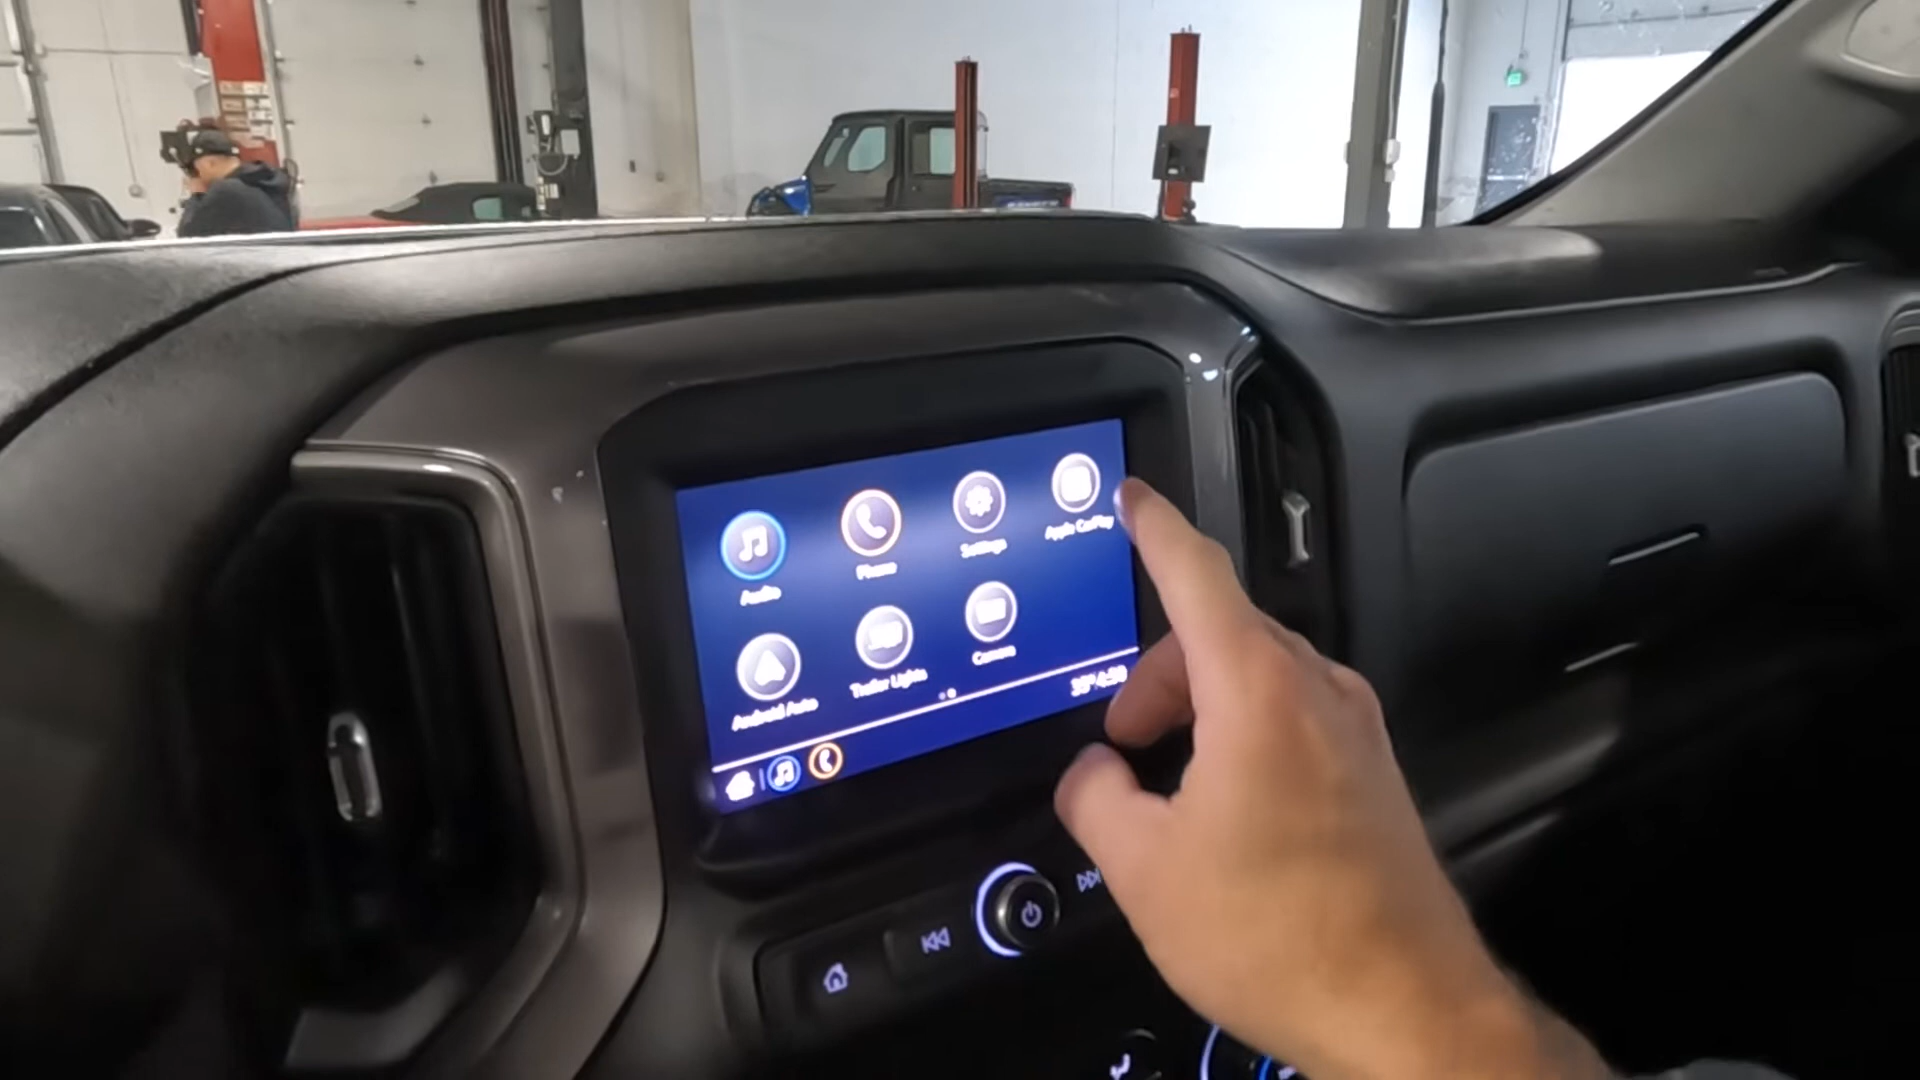 Audio
Phone
Settings
Apple CarPlay
Android Auto
Trailer Lights
Camera